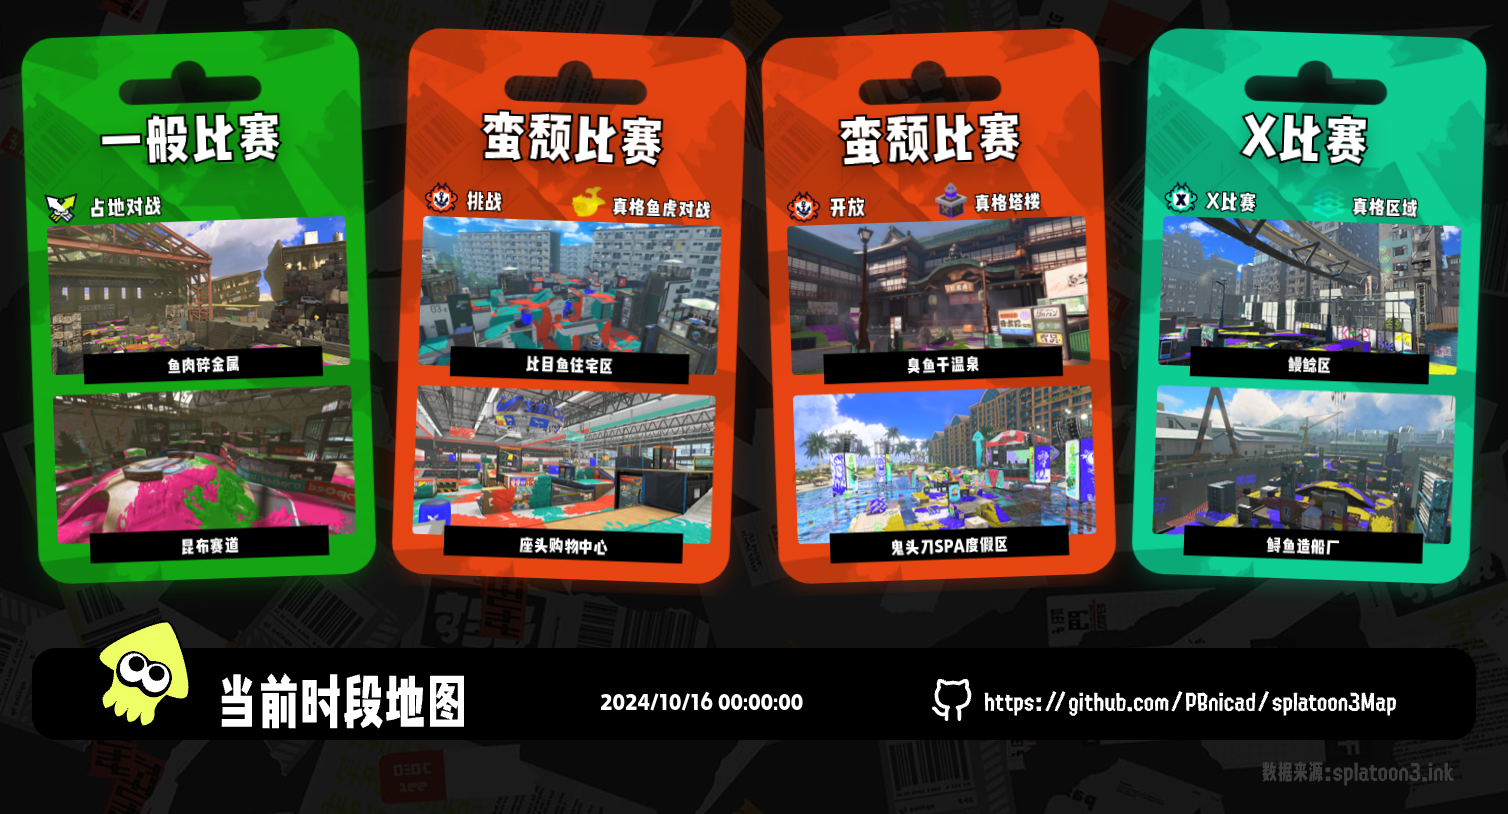 一般比赛
占地对战
鱼肉碎金属
昆布赛道
蛮颓比赛
挑战
真格鱼虎对战
比目鱼住宅区
座头购物中心
蛮颓比赛
开放
真格塔楼
臭鱼干温泉
鬼头刀SPA度假区
X比赛
X比赛
真格区域
鳗鲶区
鲟鱼造船厂
当前时段地图
2024/10/16 00:00:00
https://github.com/PBnicad/splatoon3Map
数据来源:splatoon3.ink